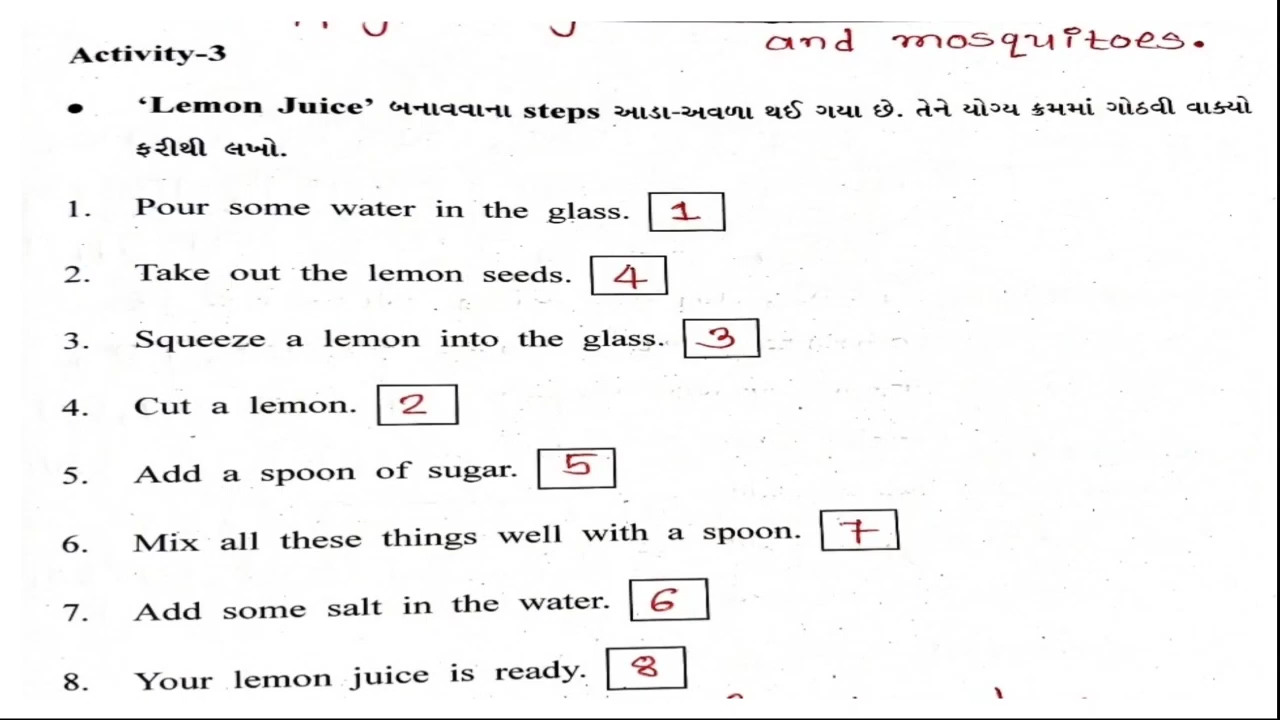 and mosquitoes.
Activity-3
• 'Lemon Juice' બનાવવાના steps આડા-અવળા થઈ ગયા છે. તેને યોગ્ય ક્રમમાં ગોઠવી વાક્યો
ફરીથી લખો.
1. Pour some water in the glass. 1
2. Take out the lemon seeds. 4
3. Squeeze a lemon into the glass. 3
4. Cut a lemon. 2
5. Add a spoon of sugar. 5
6. Mix all these things well with a spoon. 7
7. Add some salt in the water. 6
8. Your lemon juice is ready. 8